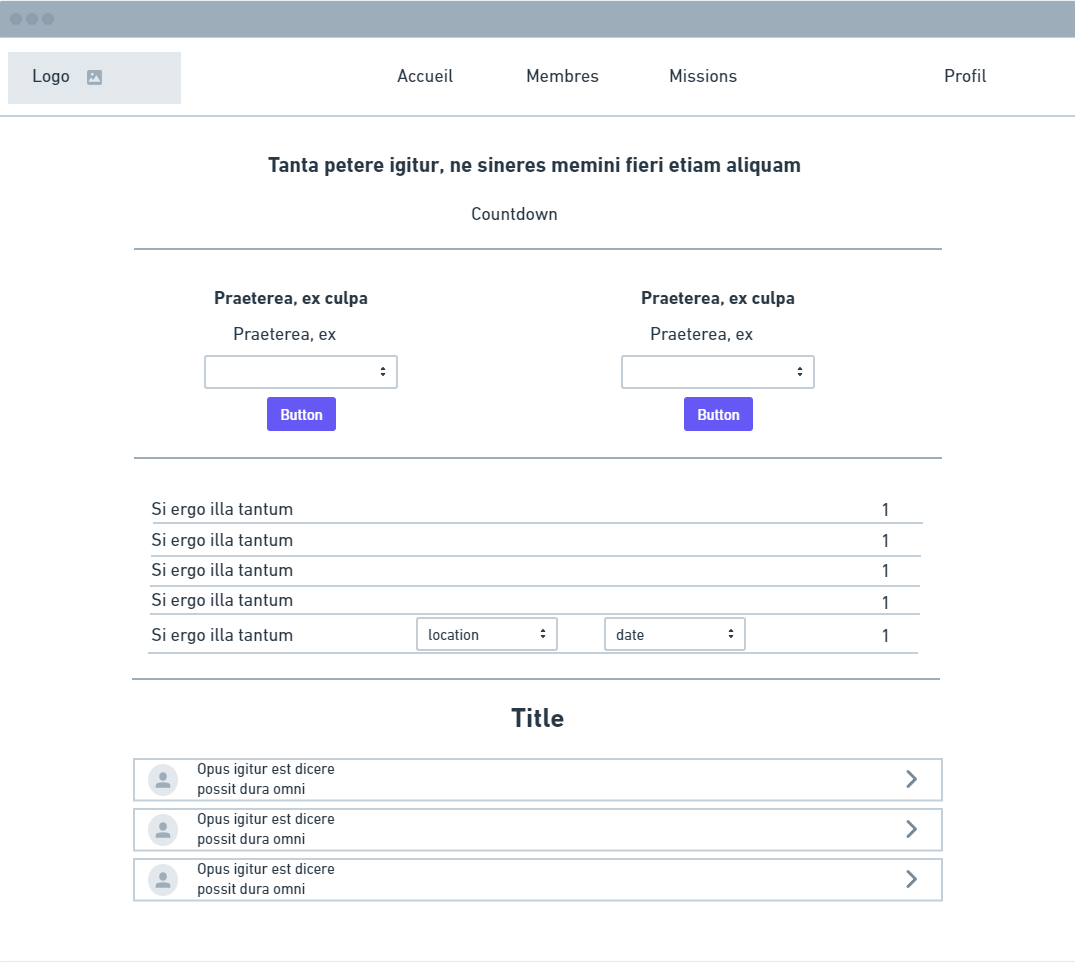 Logo
Accueil
Membres
Missions
Profil
Tanta petere igitur, ne sineres memini fieri etiam aliquam
Countdown
Praeterea, ex culpa
Praeterea, ex
Button
Praeterea, ex culpa
Praeterea, ex
Button
Si ergo illa tantum 1
Si ergo illa tantum 1
Si ergo illa tantum 1
Si ergo illa tantum 1
Si ergo illa tantum location date 1
Title
Opus igitur est dicere
possit dura omni
Opus igitur est dicere
possit dura omni
Opus igitur est dicere
possit dura omni